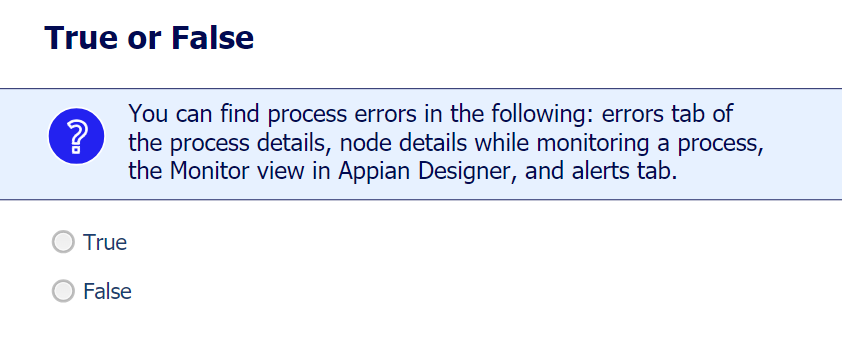 True or False
?
You can find process errors in the following: errors tab of
the process details, node details while monitoring a process,
the Monitor view in Appian Designer, and alerts tab.
True
False